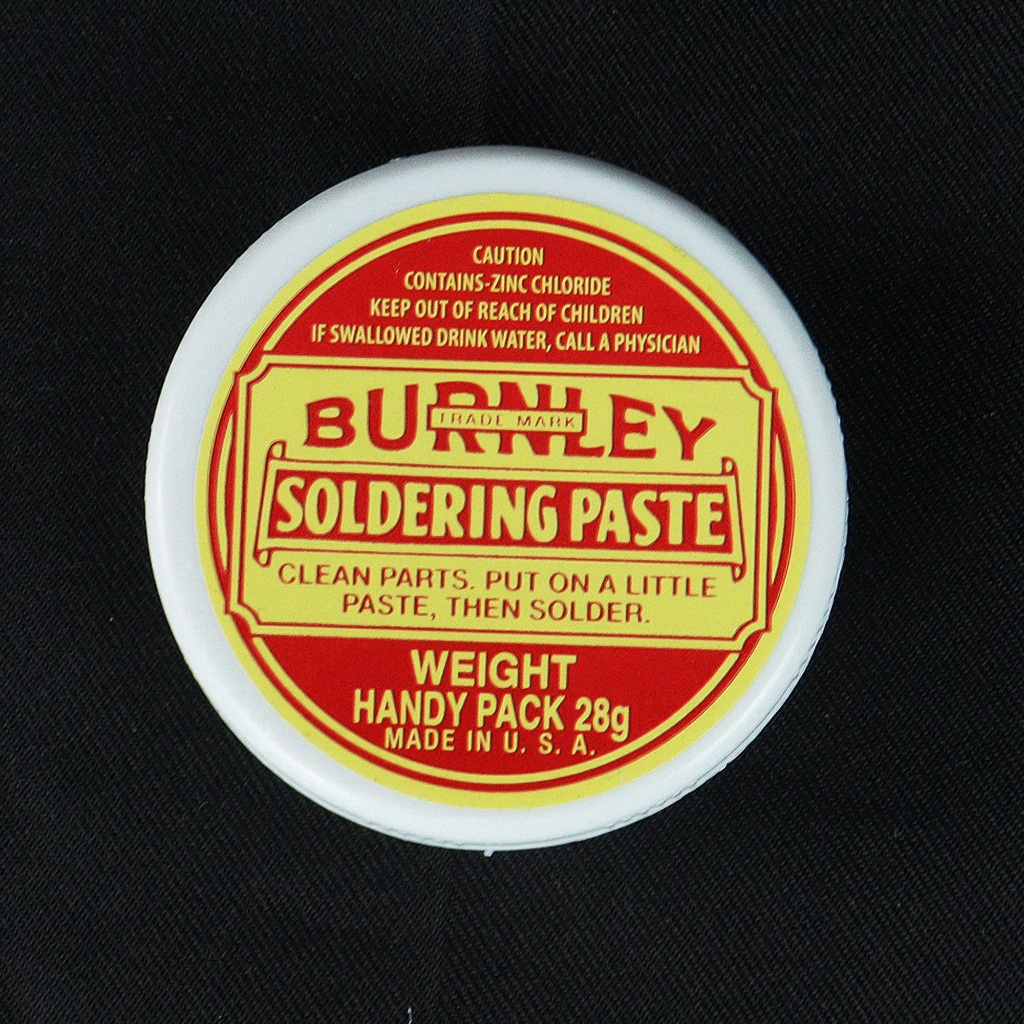 CAUTION
CONTAINS-ZINC CHLORIDE
KEEP OUT OF REACH OF CHILDREN
IF SWALLOWED DRINK WATER, CALL A PHYSICIAN
BURNLEY
TRADE MARK
SOLDERING PASTE
CLEAN PARTS. PUT ON A LITTLE
PASTE, THEN SOLDER.
WEIGHT
HANDY PACK 28g
MADE IN U. S. A.